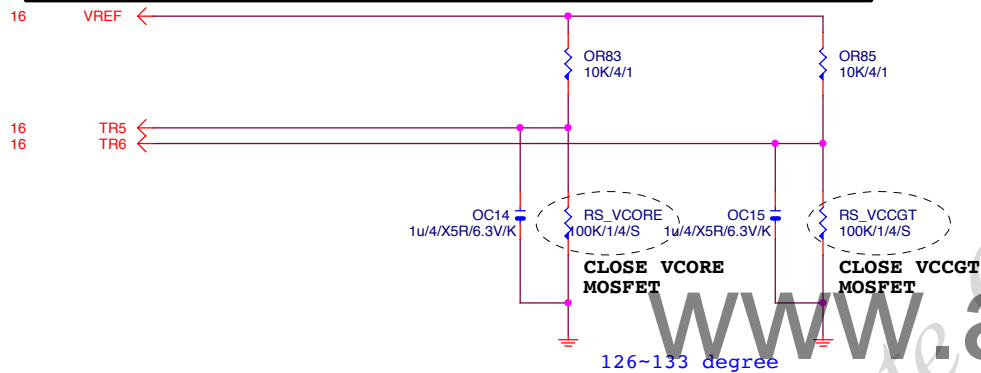 16 VREF
OR83
10K/4/1
OR85
10K/4/1
16 TR5
16 TR6
OC14
1u/4/X5R/6.3V/K
RS_VCORE
100K/1/4/S
OC15
1u/4/X5R/6.3V/K
RS_VCCGT
100K/1/4/S
CLOSE VCORE
MOSFET
CLOSE VCCGT
MOSFET
www.a
126~133 degree